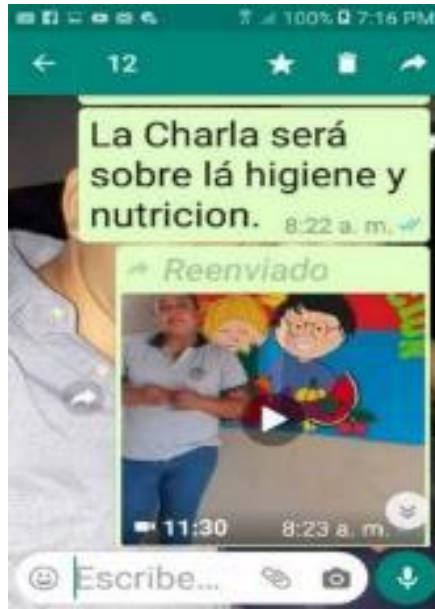 100% 7:16 PM
12
La Charla será
sobre lá higiene y
nutricion. 8:22 a. m.
Reenviado
11:30 8:23 a. m.
Escribe...